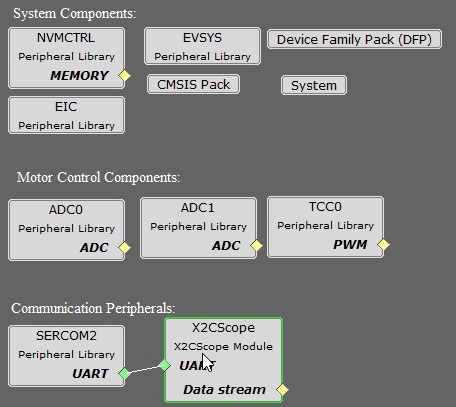 System Components:
NVMCTRL
Peripheral Library
MEMORY
EVSYS
Peripheral Library
Device Family Pack (DFP)
CMSIS Pack
System
EIC
Peripheral Library
Motor Control Components:
ADC0
Peripheral Library
ADC
ADC1
Peripheral Library
ADC
TCC0
Peripheral Library
PWM
Communication Peripherals:
SERCOM2
Peripheral Library
UART
X2CScope
X2CScope Module
UART
Data stream